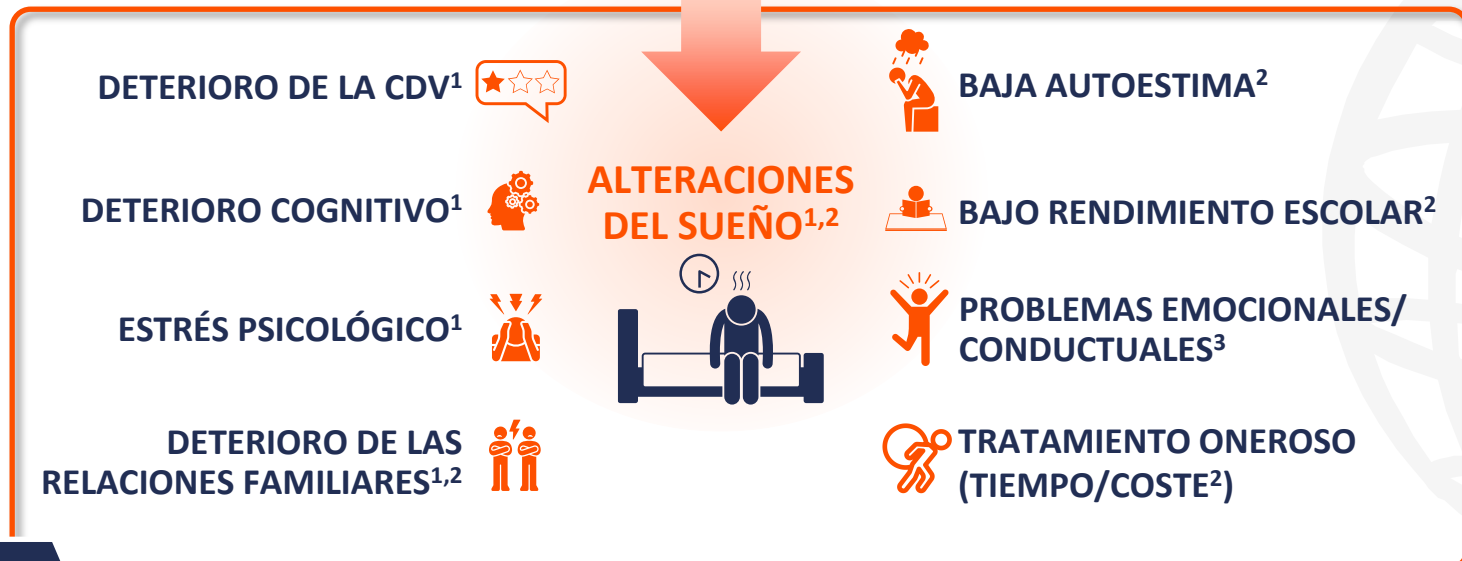 DETERIORO DE LA CDV¹
DETERIORO COGNITIVO¹
ESTRÉS PSICOLÓGICO¹
DETERIORO DE LAS
RELACIONES FAMILIARES¹,²
ALTERACIONES
DEL SUEÑO¹,²
BAJA AUTOESTIMA²
BAJO RENDIMIENTO ESCOLAR²
PROBLEMAS EMOCIONALES/
CONDUCTUALES³
TRATAMIENTO ONEROSO
(TIEMPO/COSTE²)